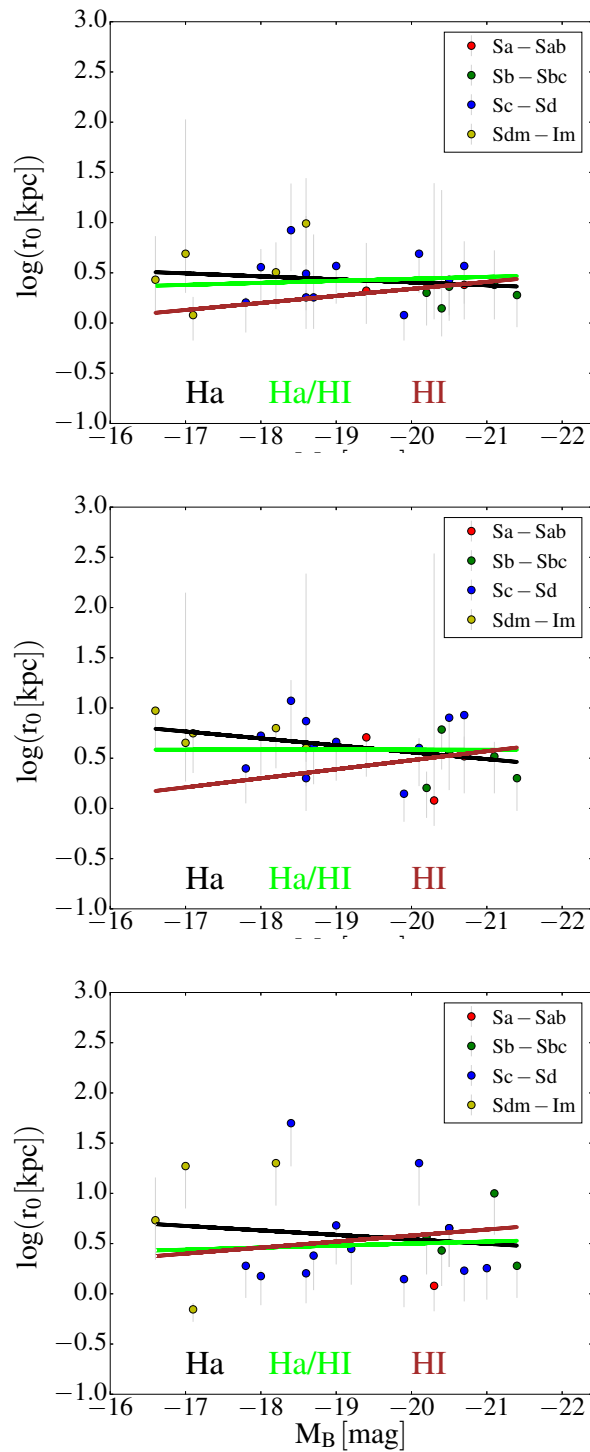 3.0
Sa − Sab
2.5
Sb − Sbc
2.0
Sc − Sd
1.5
Sdm − Im
1.0
0.5
0.0
−0.5
Ha Ha/HI HI
−1.0
−16 −17 −18 −19 −20 −21 −22
log(r0 [kpc])
3.0
Sa − Sab
2.5
Sb − Sbc
2.0
Sc − Sd
1.5
Sdm − Im
1.0
0.5
0.0
−0.5
Ha Ha/HI HI
−1.0
−16 −17 −18 −19 −20 −21 −22
log(r0 [kpc])
3.0
Sa − Sab
2.5
Sb − Sbc
2.0
Sc − Sd
1.5
Sdm − Im
1.0
0.5
0.0
−0.5
Ha Ha/HI HI
−1.0
−16 −17 −18 −19 −20 −21 −22
log(r0 [kpc])
MB [mag]